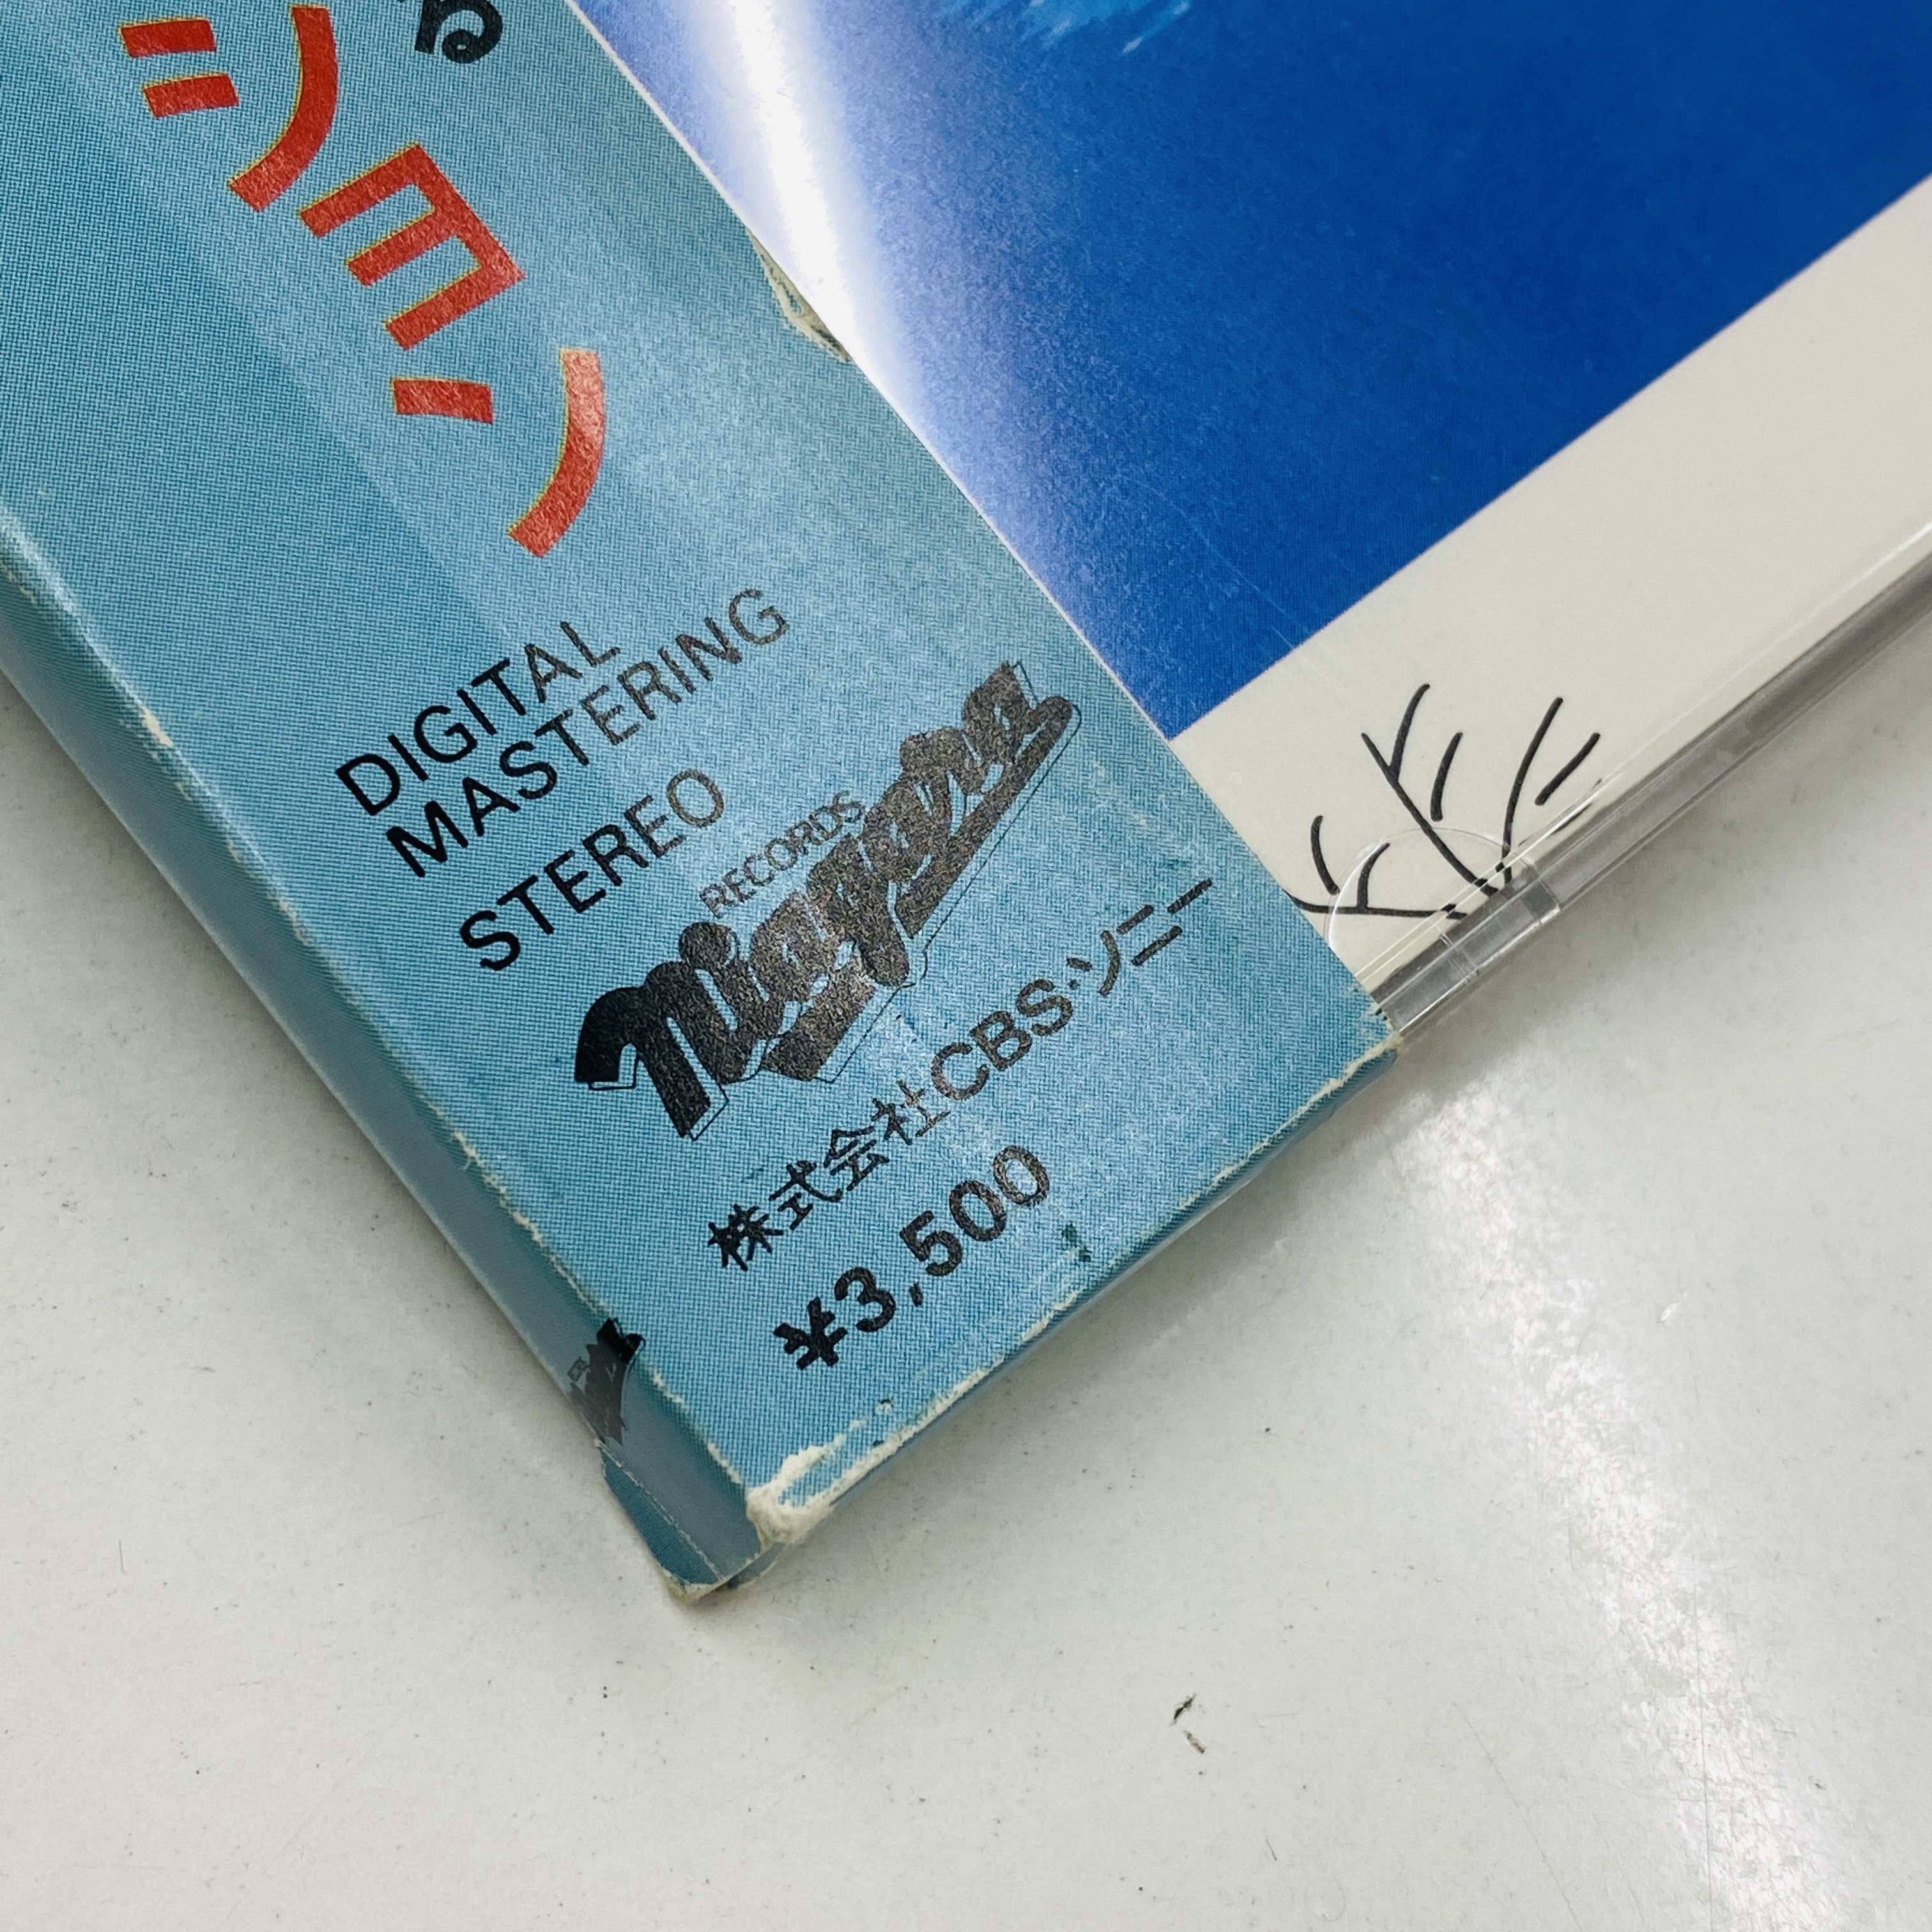 る
ション
DIGITAL
MASTERING
STEREO
RECORDS
Niagara
株式会社CBS・ソニー
¥3,500